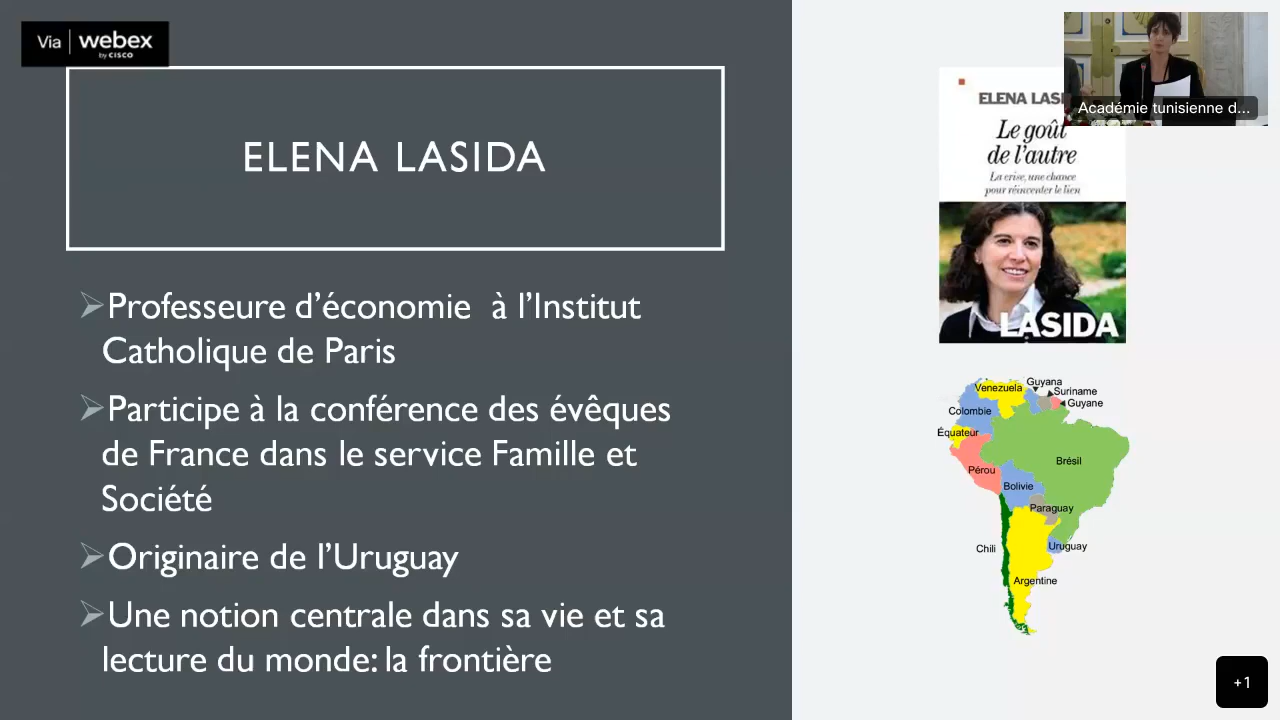 Via webex
by CISCO
ELENA LASIDA
Professeure d'économie à l'Institut
Catholique de Paris
Participe à la conférence des évêques
de France dans le service Famille et
Société
Originaire de l'Uruguay
Une notion centrale dans sa vie et sa
lecture du monde: la frontière
Académie tunisienne d...
ELENA LASI
Le goût
de l'autre
La crise, une chance
pour réinventer le lien
LASIDA
Guyana
Venezuela
Suriname
Guyane
Colombie
Équateur
Brésil
Pérou
Bolivie
Paraguay
Chili
Uruguay
Argentine
+1